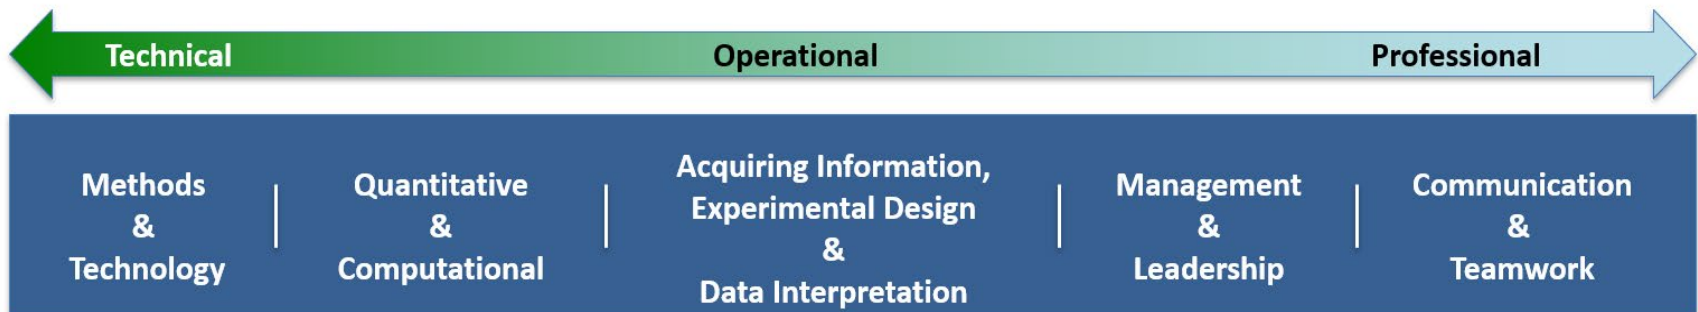 Technical
Operational
Professional
Methods
&
Technology
Quantitative
&
Computational
Acquiring Information,
Experimental Design
&
Data Interpretation
Management
&
Leadership
Communication
&
Teamwork